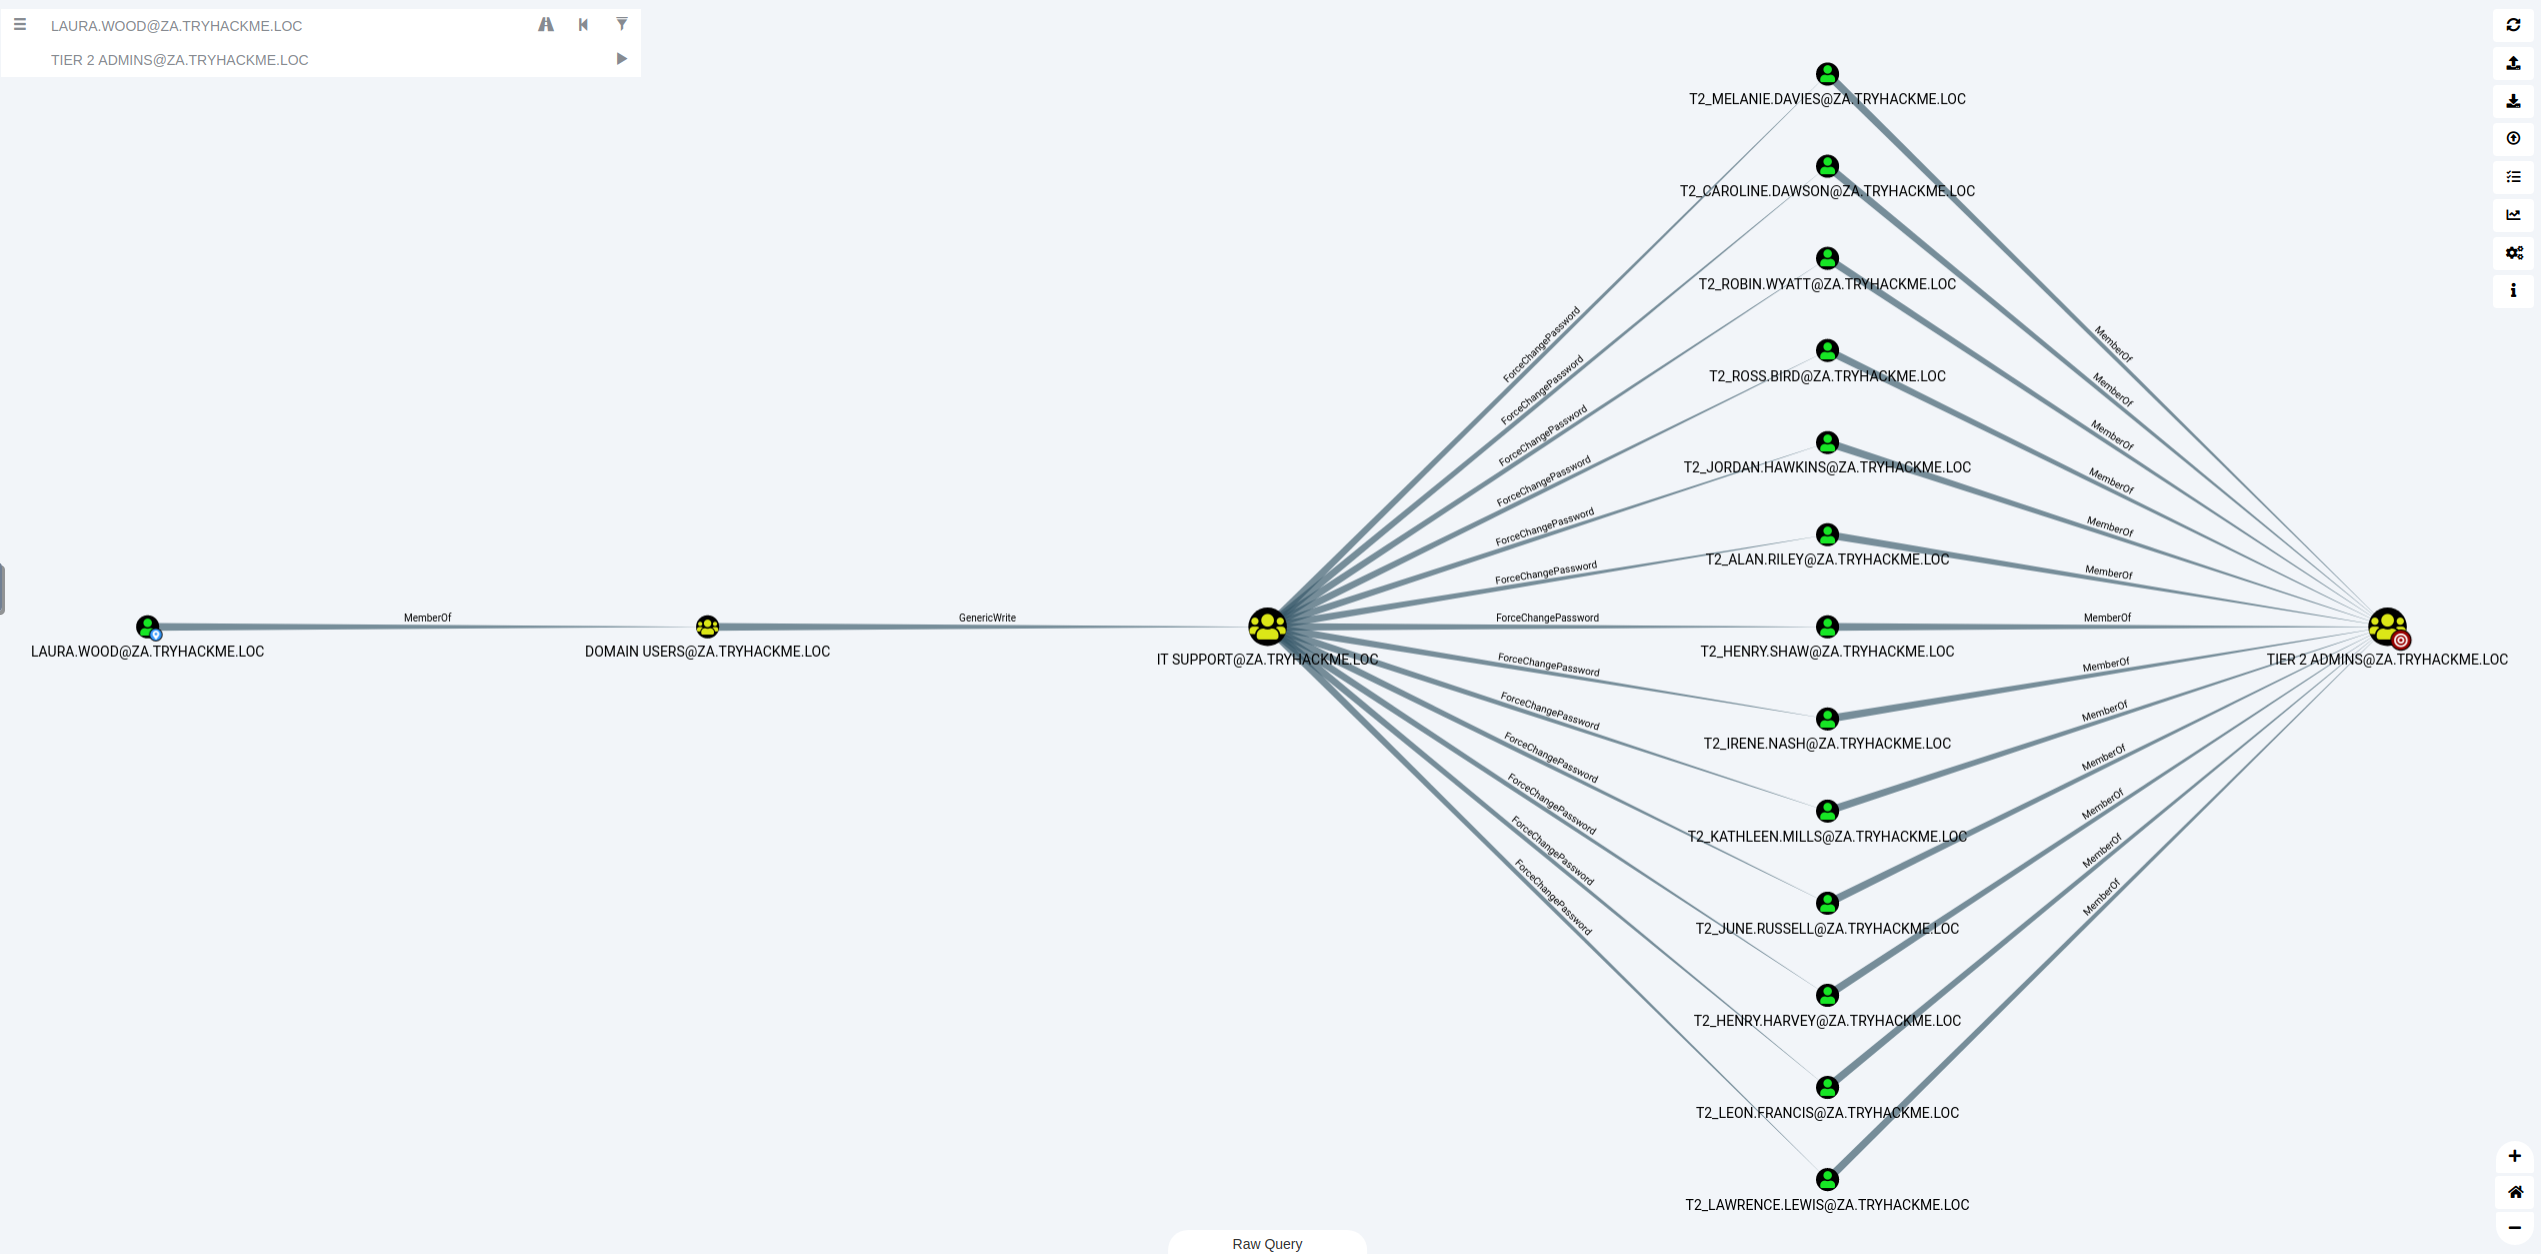 LAURA.WOOD@ZA.TRYHACKME.LOC
TIER 2 ADMINS@ZA.TRYHACKME.LOC
T2_MELANIE.DAVIES@ZA.TRYHACKME.LOC
T2_CAROLINE.DAWSON@ZA.TRYHACKME.LOC
T2_ROBIN.WYATT@ZA.TRYHACKME.LOC
T2_ROSS.BIRD@ZA.TRYHACKME.LOC
T2_JORDAN.HAWKINS@ZA.TRYHACKME.LOC
T2_ALAN.RILEY@ZA.TRYHACKME.LOC
T2_HENRY.SHAW@ZA.TRYHACKME.LOC
T2_IRENE.NASH@ZA.TRYHACKME.LOC
T2_KATHLEEN.MILLS@ZA.TRYHACKME.LOC
T2_JUNE.RUSSELL@ZA.TRYHACKME.LOC
T2_HENRY.HARVEY@ZA.TRYHACKME.LOC
T2_LEON.FRANCIS@ZA.TRYHACKME.LOC
T2_LAWRENCE.LEWIS@ZA.TRYHACKME.LOC
MemberOf
GenericWrite
LAURA.WOOD@ZA.TRYHACKME.LOC
DOMAIN USERS@ZA.TRYHACKME.LOC
IT SUPPORT@ZA.TRYHACKME.LOC
TIER 2 ADMINS@ZA.TRYHACKME.LOC
ForceChangePassword
ForceChangePassword
ForceChangePassword
ForceChangePassword
ForceChangePassword
ForceChangePassword
ForceChangePassword
ForceChangePassword
ForceChangePassword
ForceChangePassword
ForceChangePassword
ForceChangePassword
ForceChangePassword
MemberOf
MemberOf
MemberOf
MemberOf
MemberOf
MemberOf
MemberOf
MemberOf
MemberOf
MemberOf
MemberOf
MemberOf
MemberOf
Raw Query